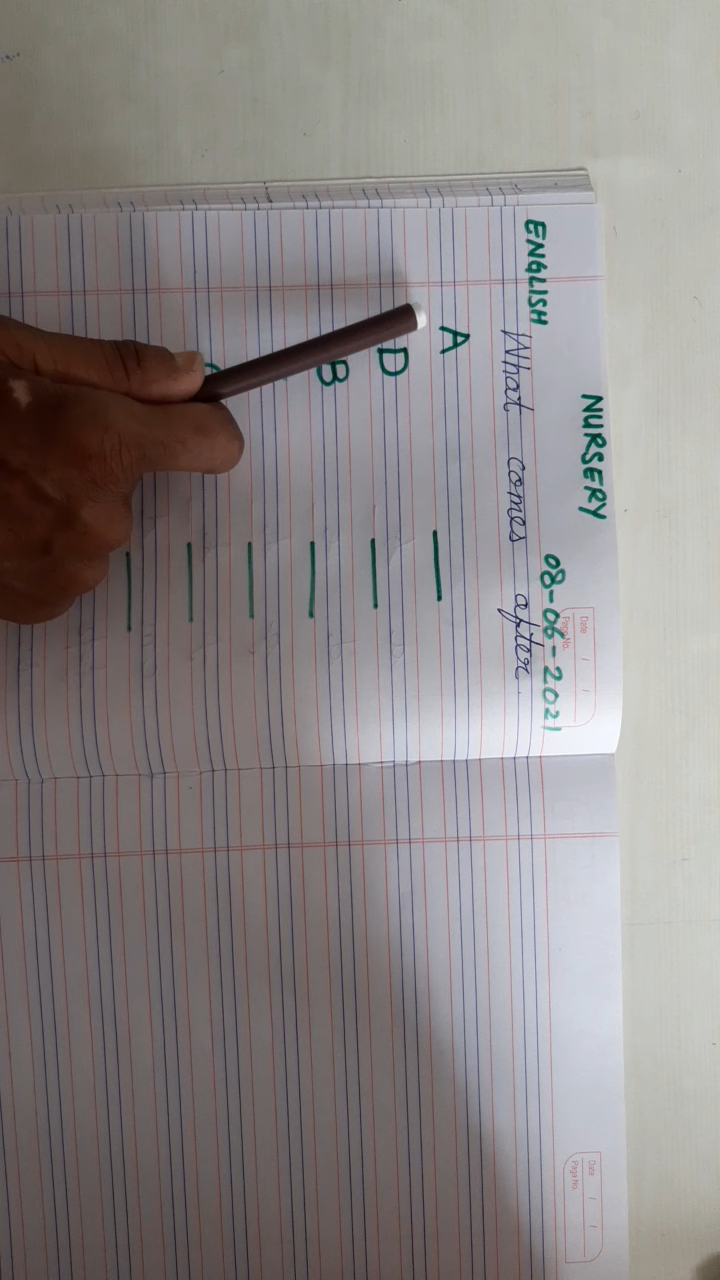 NURSERY
ENGLISH 08-06-2021
Date / /
Page No.
What comes after.
A
D
B
Date / /
Page No.